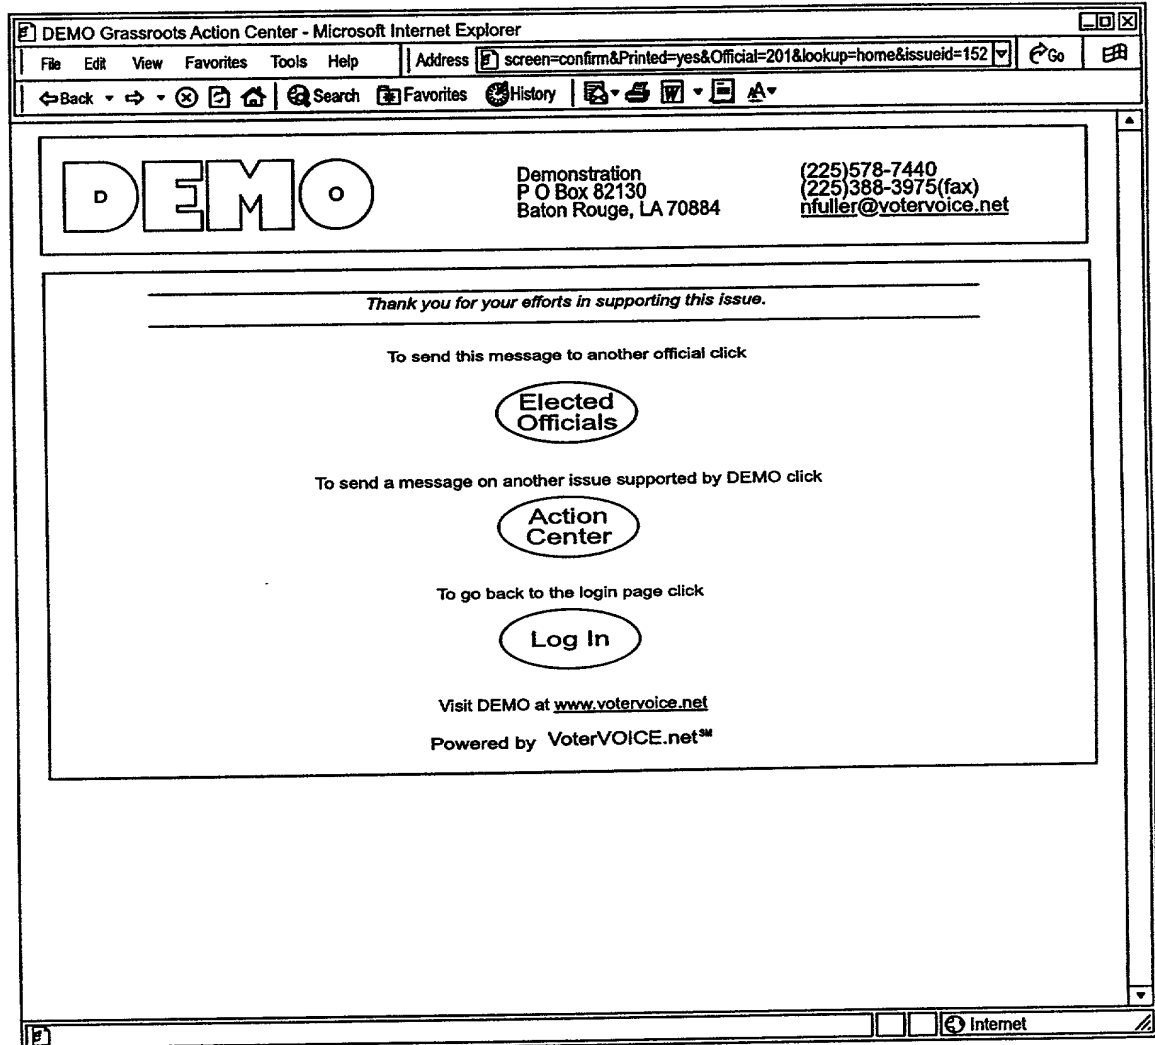 DEMO Grassroots Action Center - Microsoft Internet Explorer
File Edit View Favorites Tools Help Address screen=confirm&Printed=yes&Official=201&lookup=home&issueid=152 Go
Back Search Favorites History
DEMO
D O
Demonstration
P O Box 82130
Baton Rouge, LA 70884
(225)578-7440
(225)388-3975(fax)
nfuller@votervoice.net
Thank you for your efforts in supporting this issue.
To send this message to another official click
Elected
Officials
To send a message on another issue supported by DEMO click
Action
Center
To go back to the login page click
Log In
Visit DEMO at www.votervoice.net
Powered by VoterVOICE.net℠
Internet